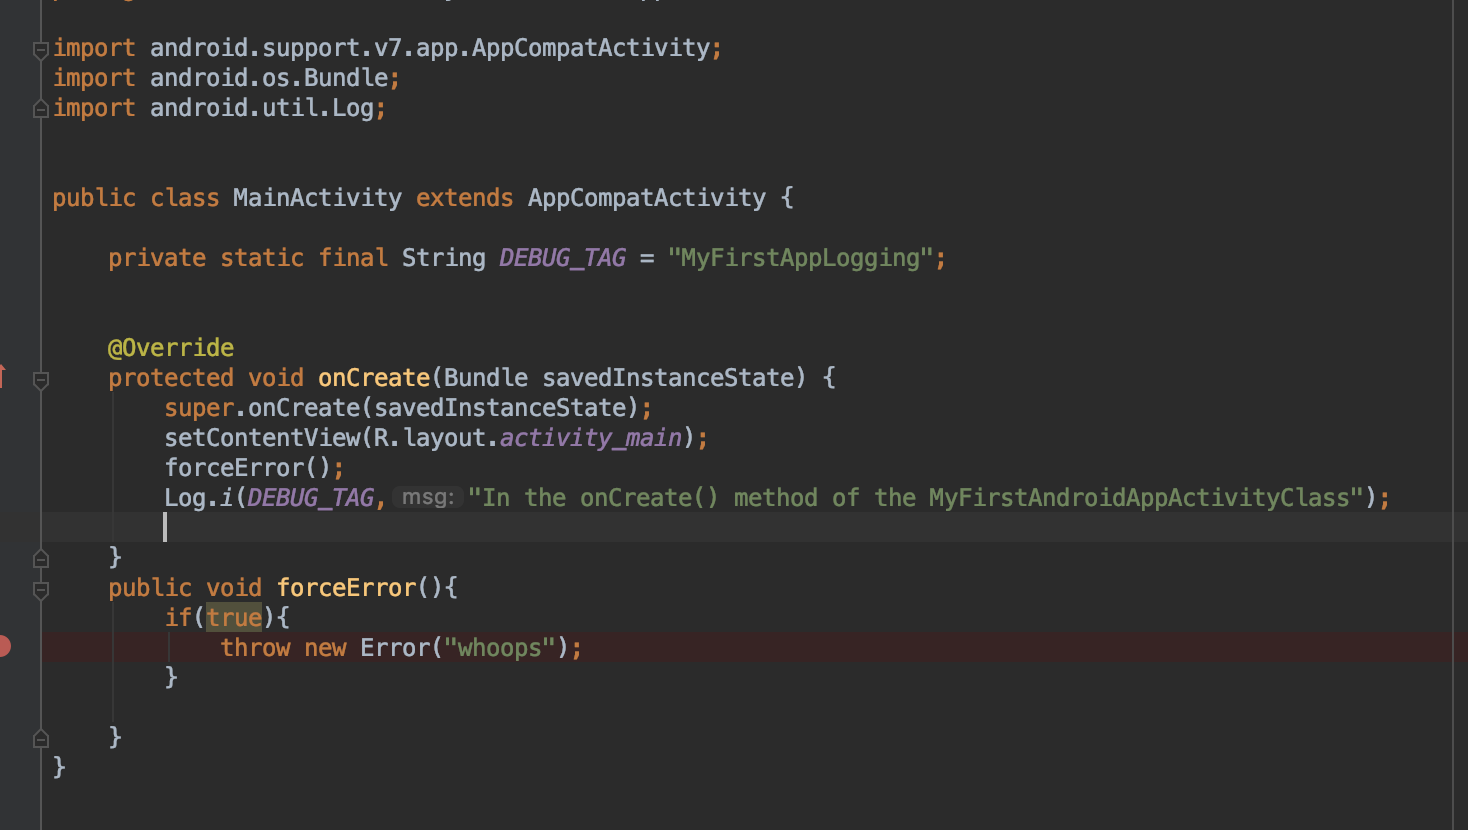 import android.support.v7.app.AppCompatActivity;
import android.os.Bundle;
import android.util.Log;
public class MainActivity extends AppCompatActivity {
private static final String DEBUG_TAG = "MyFirstAppLogging";
@Override
protected void onCreate(Bundle savedInstanceState) {
super.onCreate(savedInstanceState);
setContentView(R.layout.activity_main);
forceError();
Log.i(DEBUG_TAG, msg: "In the onCreate() method of the MyFirstAndroidAppActivityClass");
}
public void forceError(){
if(true){
throw new Error("whoops");
}
}
}